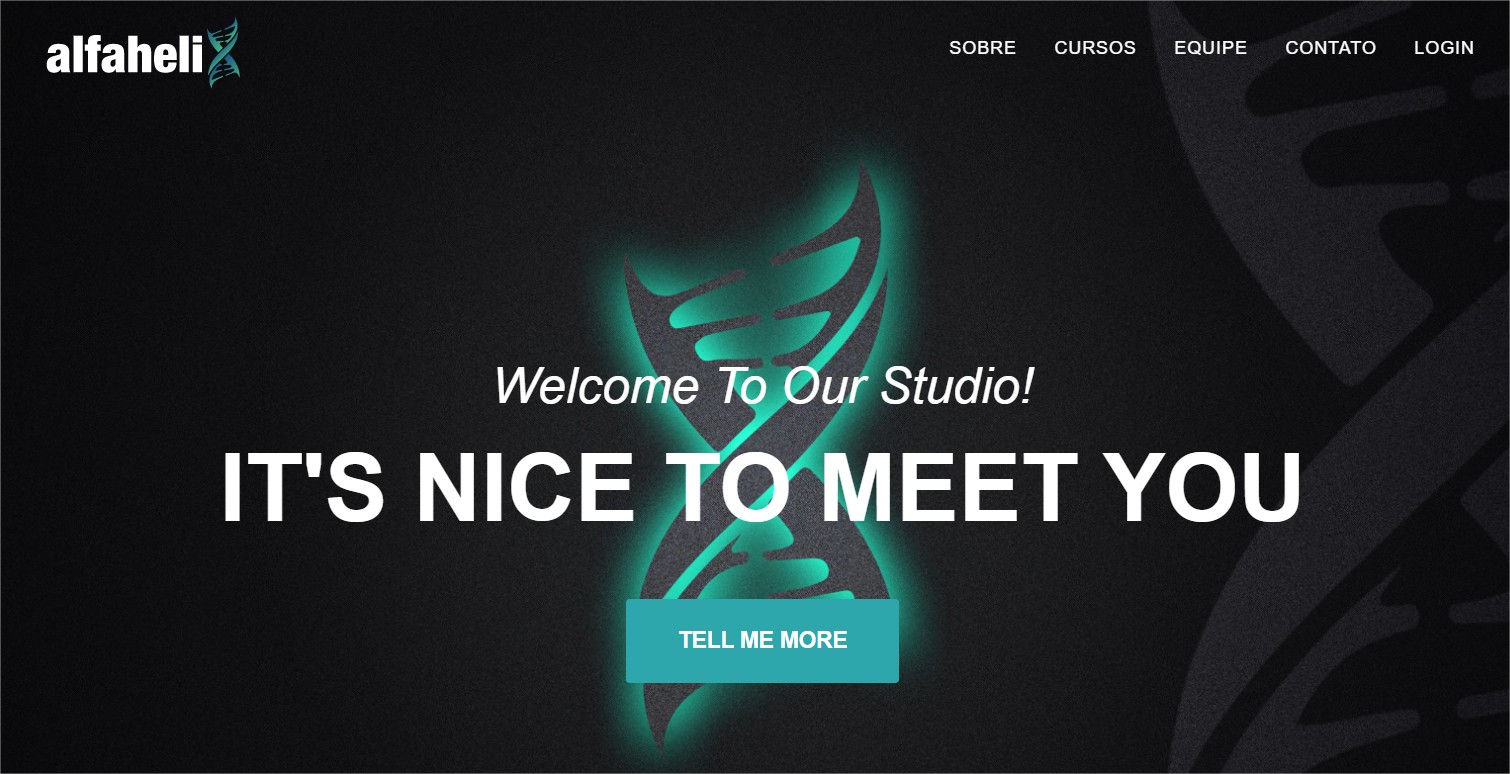 alfahelix
SOBRE CURSOS EQUIPE CONTATO LOGIN
Welcome To Our Studio!
IT'S NICE TO MEET YOU
TELL ME MORE